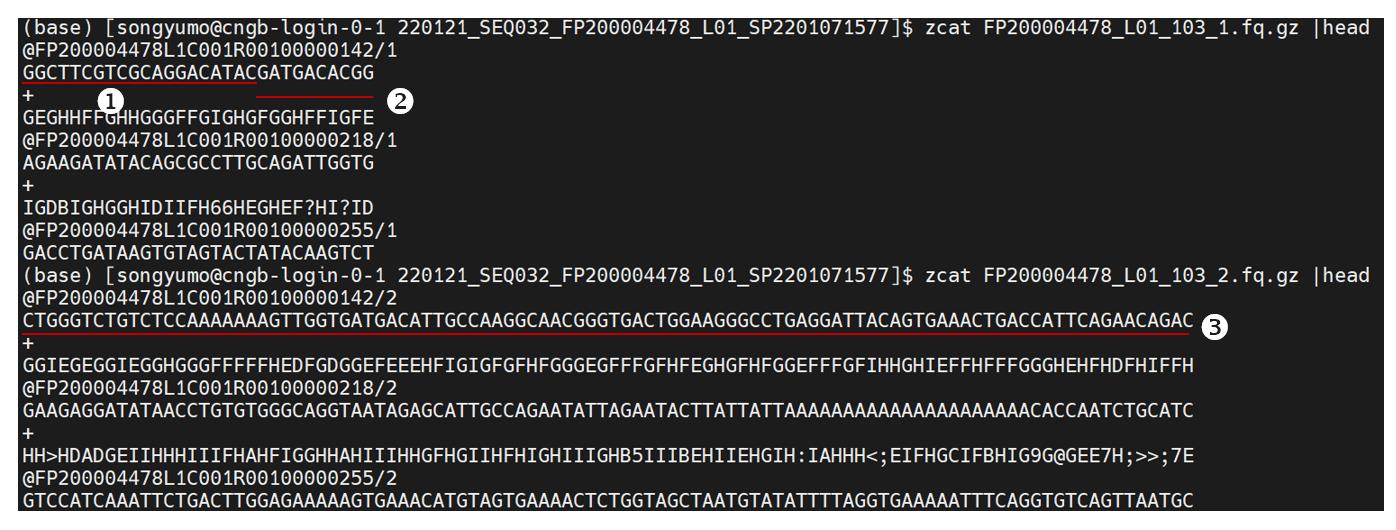 (base) [songyumo@cngb-login-0-1 220121_SEQ032_FP200004478_L01_SP2201071577]$ zcat FP200004478_L01_103_1.fq.gz |head
@FP200004478L1C001R00100000142/1
GGCTTCGTCGCAGGACATACGATGACACGG
+
1
2
GEGHHFFGHHGGGFFGIGHGFGGHFFIGFE
@FP200004478L1C001R00100000218/1
AGAAGATATACAGCGCCTTGCAGATTGGTG
+
IGDBIGHGGHIDIIFH66HEGHEF?HI?ID
@FP200004478L1C001R00100000255/1
GACCTGATAAGTGTAGTACTATACAAGTCT
(base) [songyumo@cngb-login-0-1 220121_SEQ032_FP200004478_L01_SP2201071577]$ zcat FP200004478_L01_103_2.fq.gz |head
@FP200004478L1C001R00100000142/2
CTGGGTCTGTCTCCAAAAAAAGTTGGTGATGACATTGCCAAGGCAACGGGTGACTGGAAGGGCCTGAGGATTACAGTGAAACTGACCATTCAGAACAGAC
3
+
GGIEGEGGIEGGHGGGFFFFFHEDFGDGGEFEEEHFIGIGFGFHFGGGEGFFFGFHFEGHGFHFGGEFFFGFIHHGHIEFFHFFFGGGHEHFHDFHIFFH
@FP200004478L1C001R00100000218/2
GAAGAGGATATAACCTGTGTGGGCAGGTAATAGAGCATTGCCAGAATATTAGAATACTTATTATTAAAAAAAAAAAAAAAAAAAAACACCAATCTGCATC
+
HH>HDADGEIIHHHIIIFHAHFIGGHHAHIIIHHGFHGIIHFHIGHIIIGHB5IIIBEHIIEHGIH:IAHHH<;EIFHGCIFBHIG9G@GEE7H;>>;7E
@FP200004478L1C001R00100000255/2
GTCCATCAAATTCTGACTTGGAGAAAAAGTGAAACATGTAGTGAAAACTCTGGTAGCTAATGTATATTTTAGGTGAAAAATTTCAGGTGTCAGTTAATGC